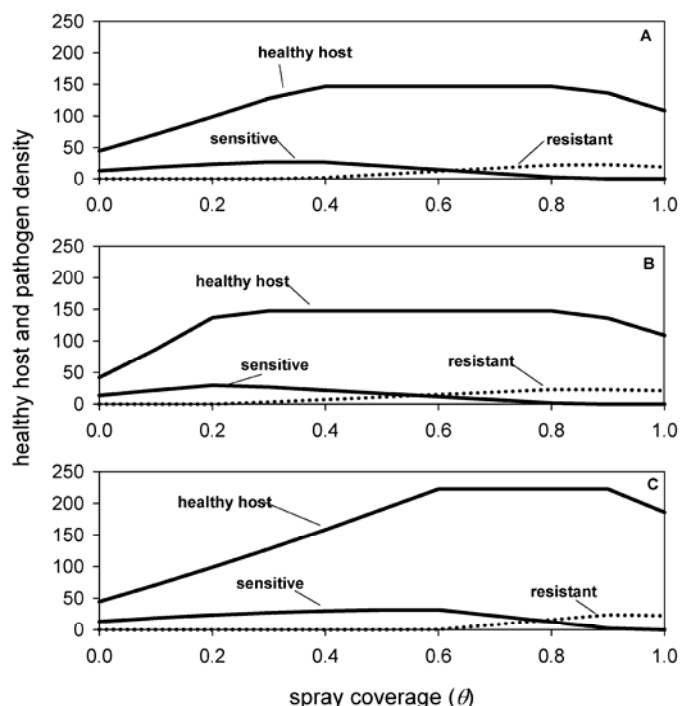 healthy host and pathogen density
250
200
150
100
50
0
A
healthy host
sensitive
resistant
0.0 0.2 0.4 0.6 0.8 1.0
250
200
150
100
50
0
B
healthy host
sensitive
resistant
0.0 0.2 0.4 0.6 0.8 1.0
250
200
150
100
50
0
C
healthy host
sensitive
resistant
0.0 0.2 0.4 0.6 0.8 1.0
spray coverage (θ)